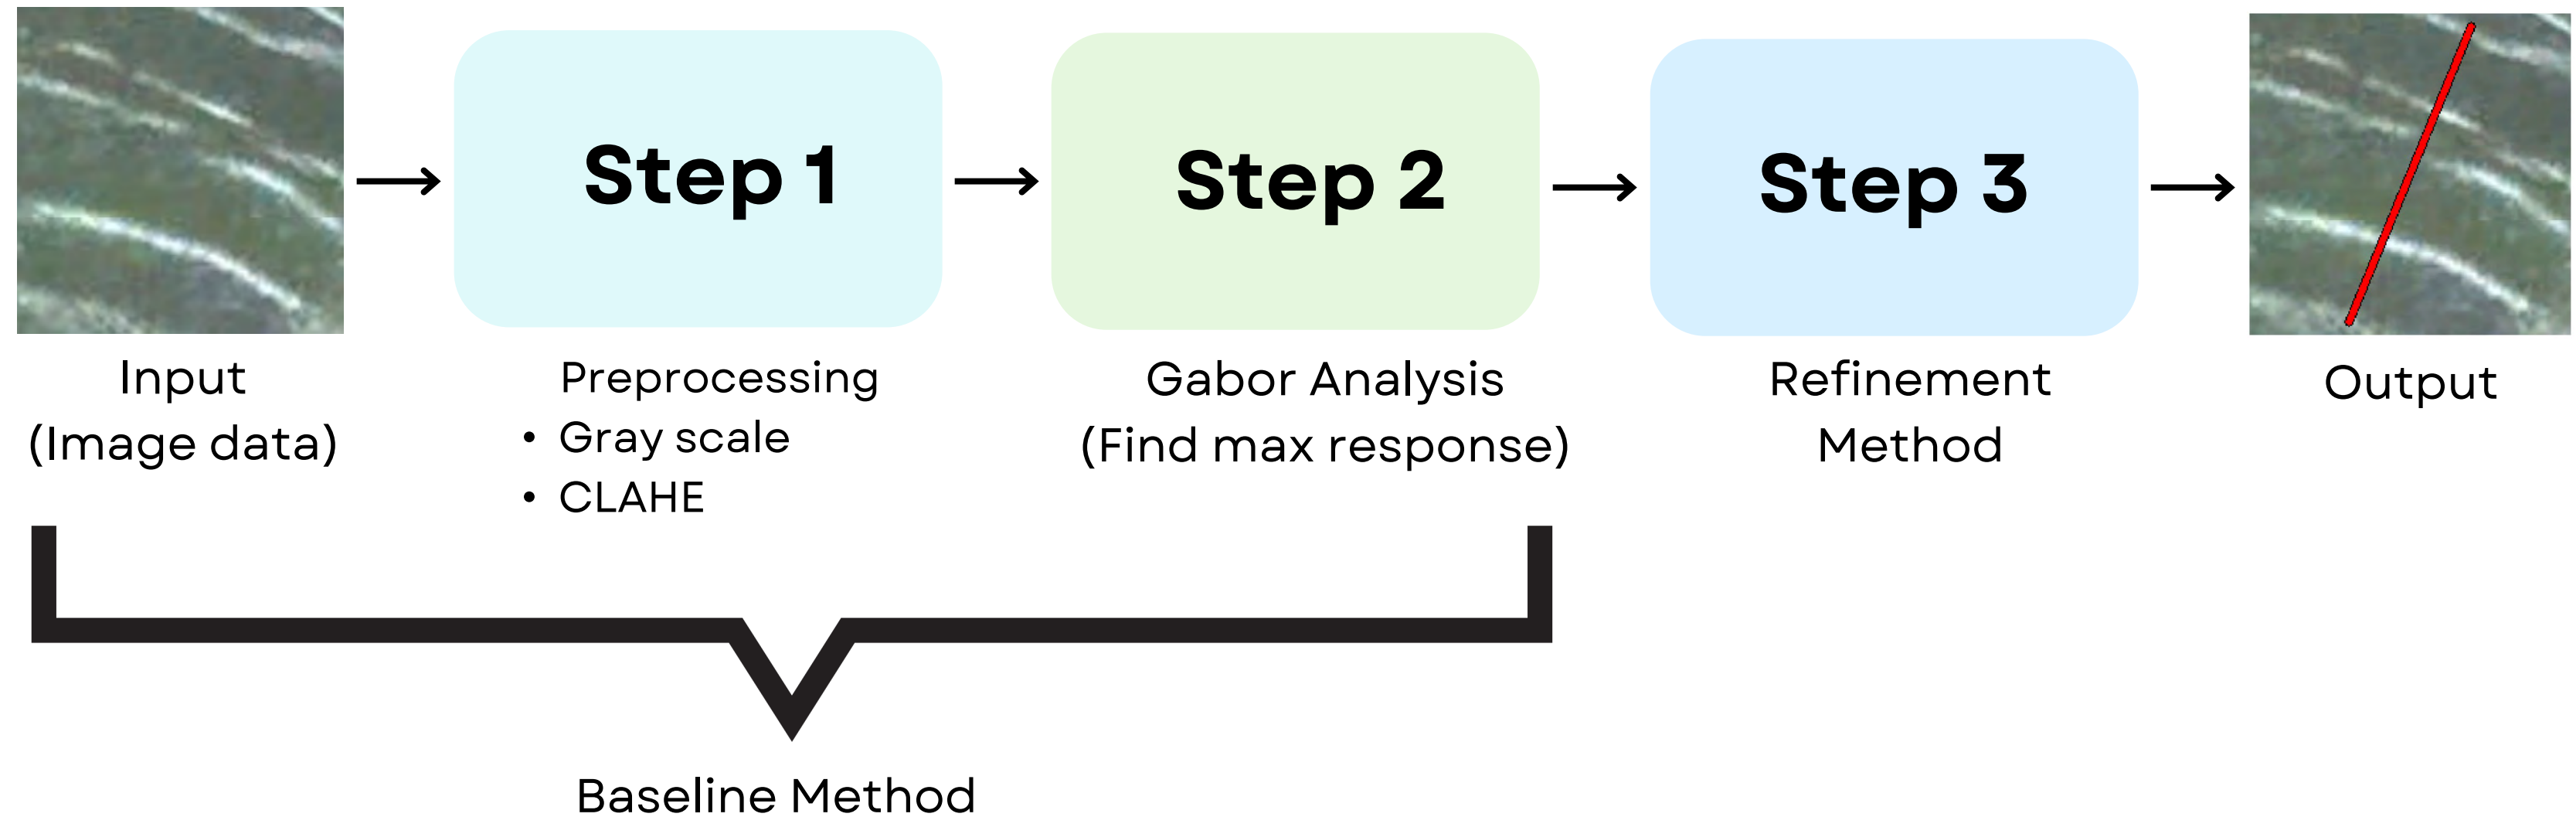 Step 1
Step 2
Step 3
Input
(Image data)
Preprocessing
• Gray scale
• CLAHE
Gabor Analysis
(Find max response)
Refinement
Method
Output
Baseline Method